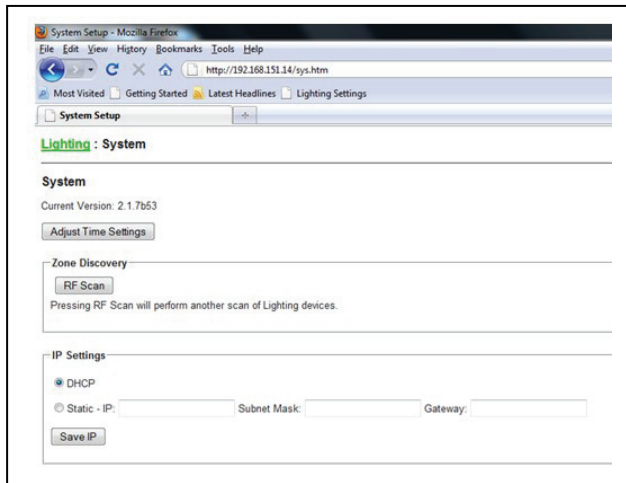 System Setup - Mozilla Firefox
File Edit View History Bookmarks Tools Help
http://192.168.151.14/sys.htm
Most Visited Getting Started Latest Headlines Lighting Settings
System Setup
Lighting : System
System
Current Version: 2.1.7b53
Adjust Time Settings
Zone Discovery
RF Scan
Pressing RF Scan will perform another scan of Lighting devices.
IP Settings
DHCP
Static - IP: Subnet Mask: Gateway:
Save IP